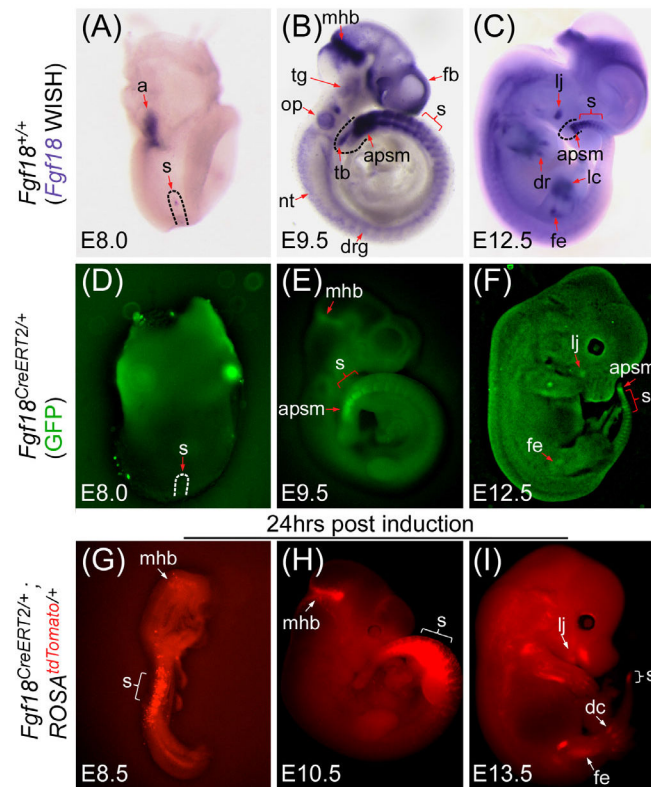 Fgf18+/+
(Fgf18 WISH)
(A)
a
s
E8.0
(B)
mhb
tg
fb
op
s
tb
apsm
nt
drg
E9.5
(C)
lj
s
apsm
dr
lc
fe
E12.5
Fgf18CreERT2/+
(GFP)
(D)
s
E8.0
(E)
mhb
s
apsm
E9.5
(F)
lj
apsm
s
fe
E12.5
24hrs post induction
Fgf18CreERT2/+;
ROSAtdTomato/+
(G)
mhb
s
E8.5
(H)
mhb
s
E10.5
(I)
lj
s
dc
fe
E13.5